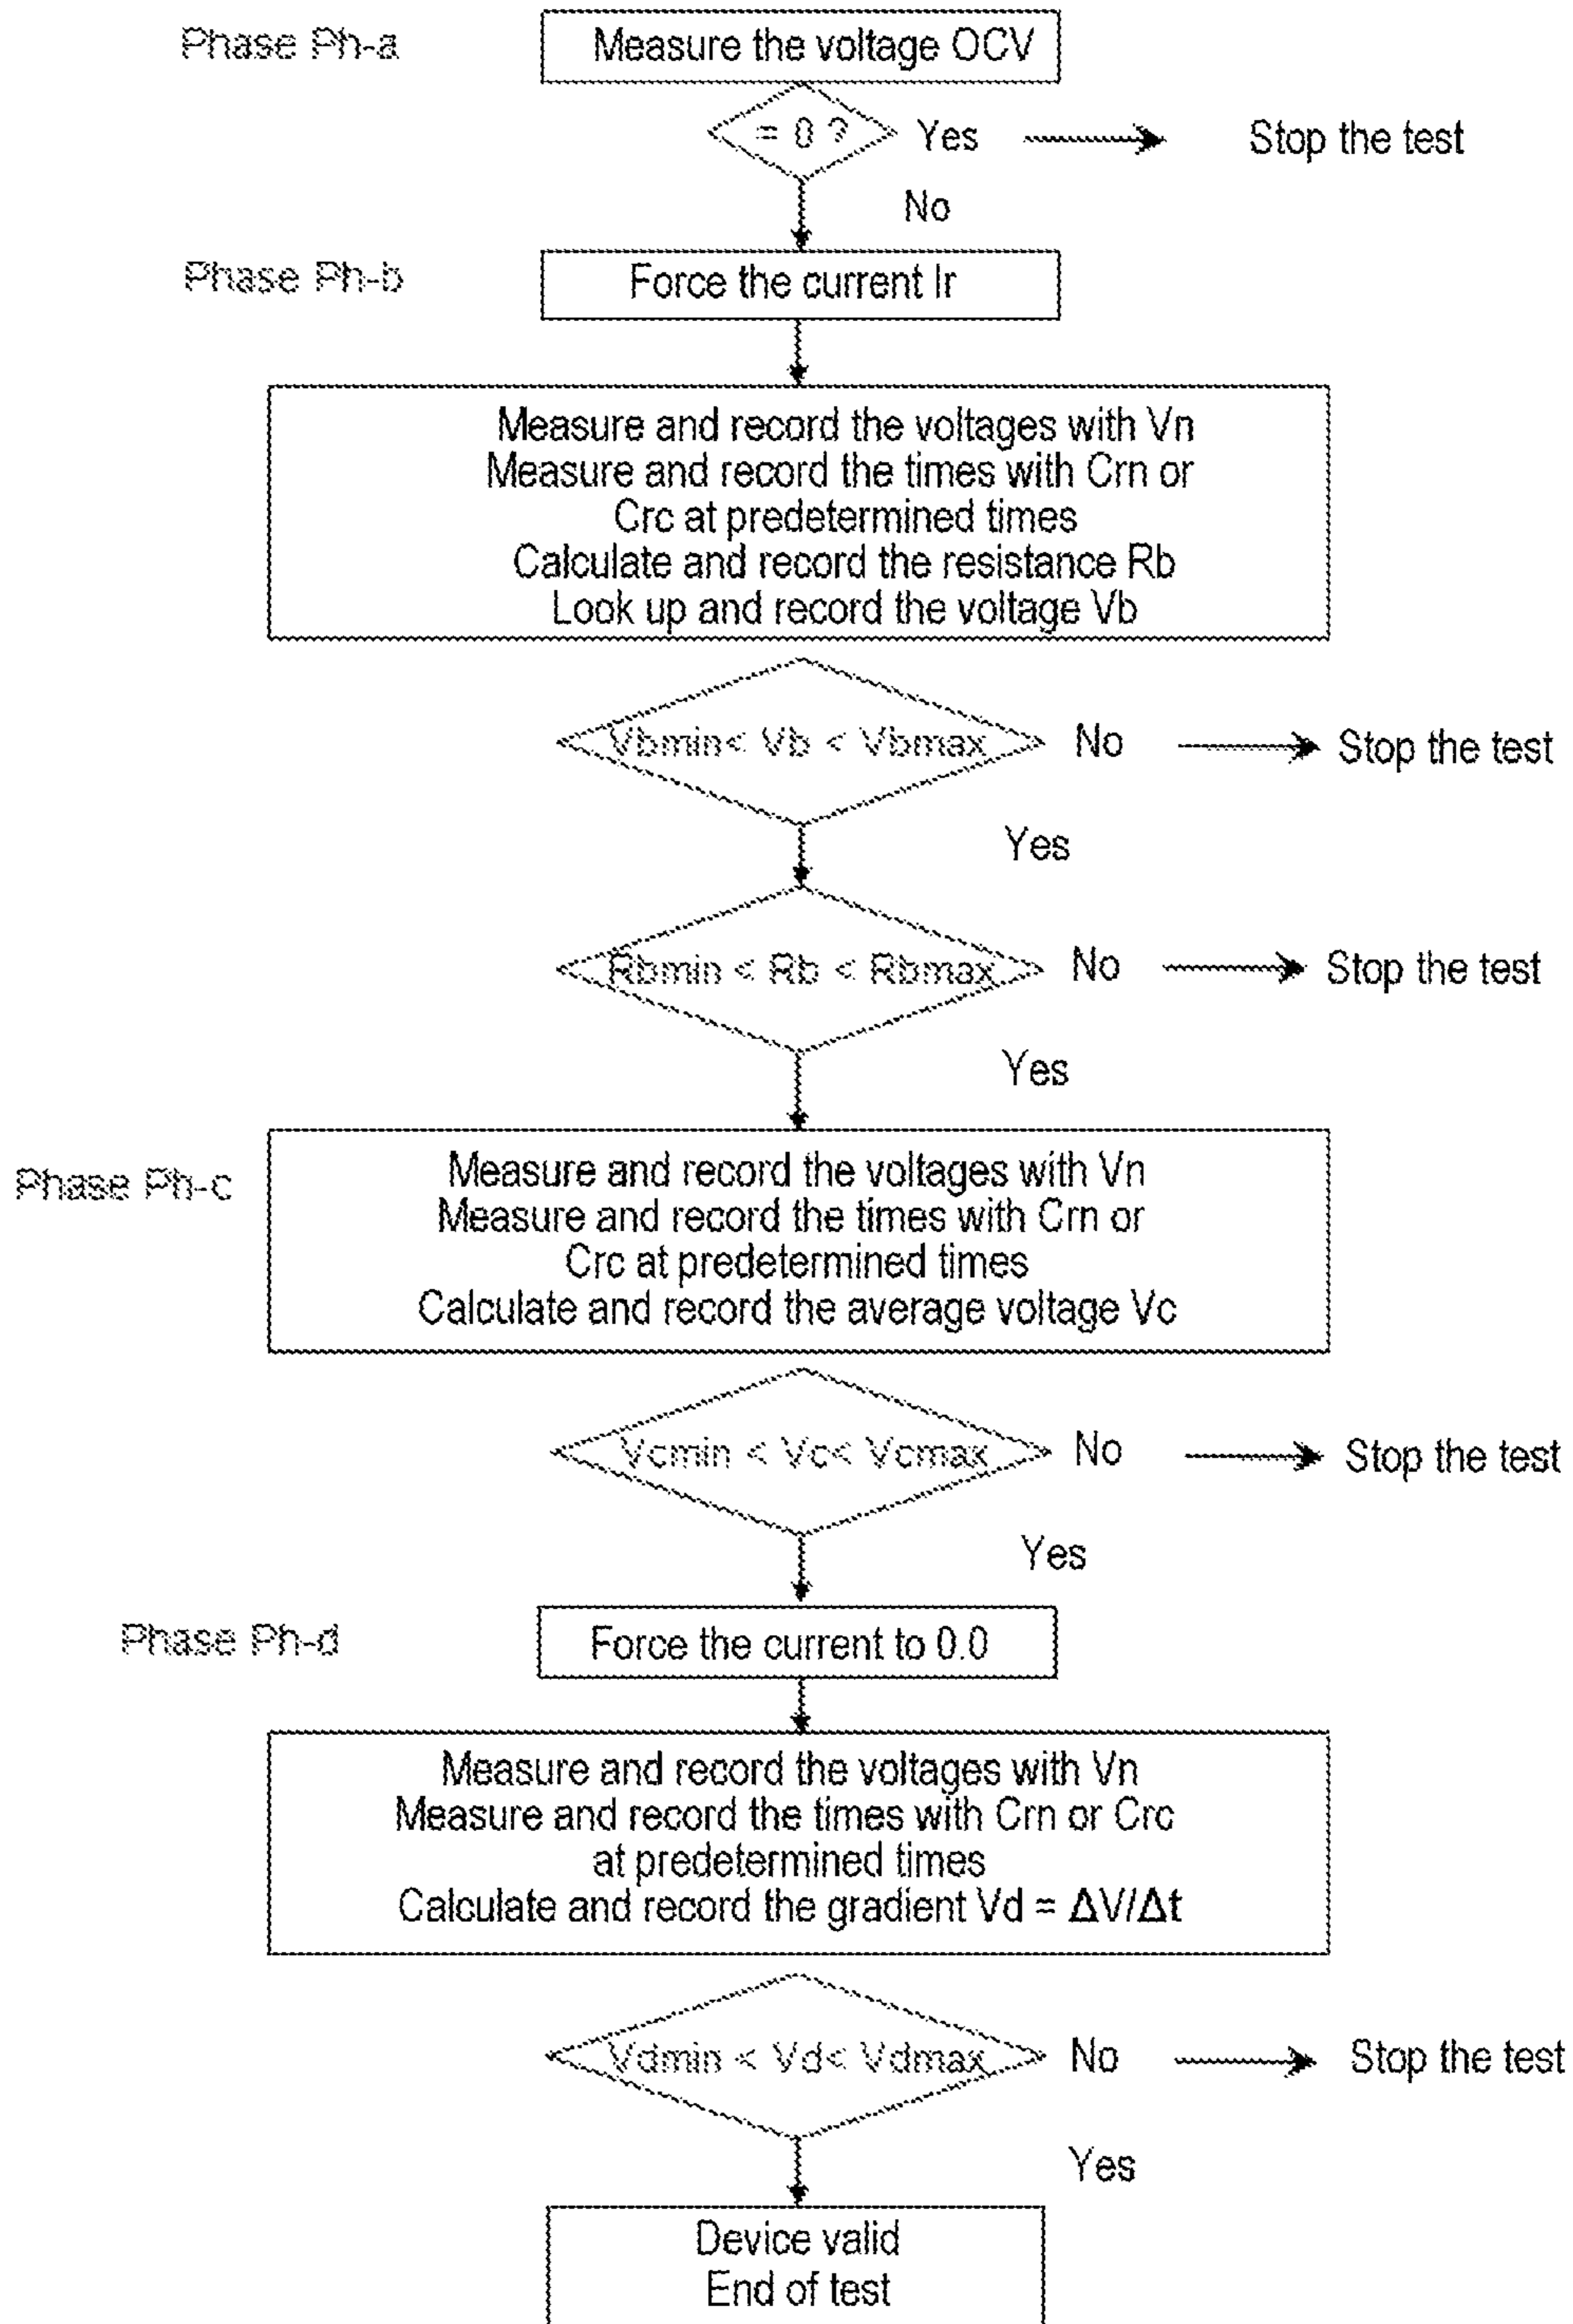 Phase Ph-a
Measure the voltage OCV
= 0 ?
Yes
Stop the test
No
Phase Ph-b
Force the current Ir
Measure and record the voltages with Vn
Measure and record the times with Crn or
Crc at predetermined times
Calculate and record the resistance Rb
Look up and record the voltage Vb
Vbmin< Vb < Vbmax
No
Stop the test
Yes
Rbmin < Rb < Rbmax
No
Stop the test
Yes
Phase Ph-c
Measure and record the voltages with Vn
Measure and record the times with Crn or
Crc at predetermined times
Calculate and record the average voltage Vc
Vcmin < Vc< Vcmax
No
Stop the test
Yes
Phase Ph-d
Force the current to 0.0
Measure and record the voltages with Vn
Measure and record the times with Crn or Crc
at predetermined times
Calculate and record the gradient Vd = ΔV/Δt
Vdmin < Vd< Vdmax
No
Stop the test
Yes
Device valid
End of test